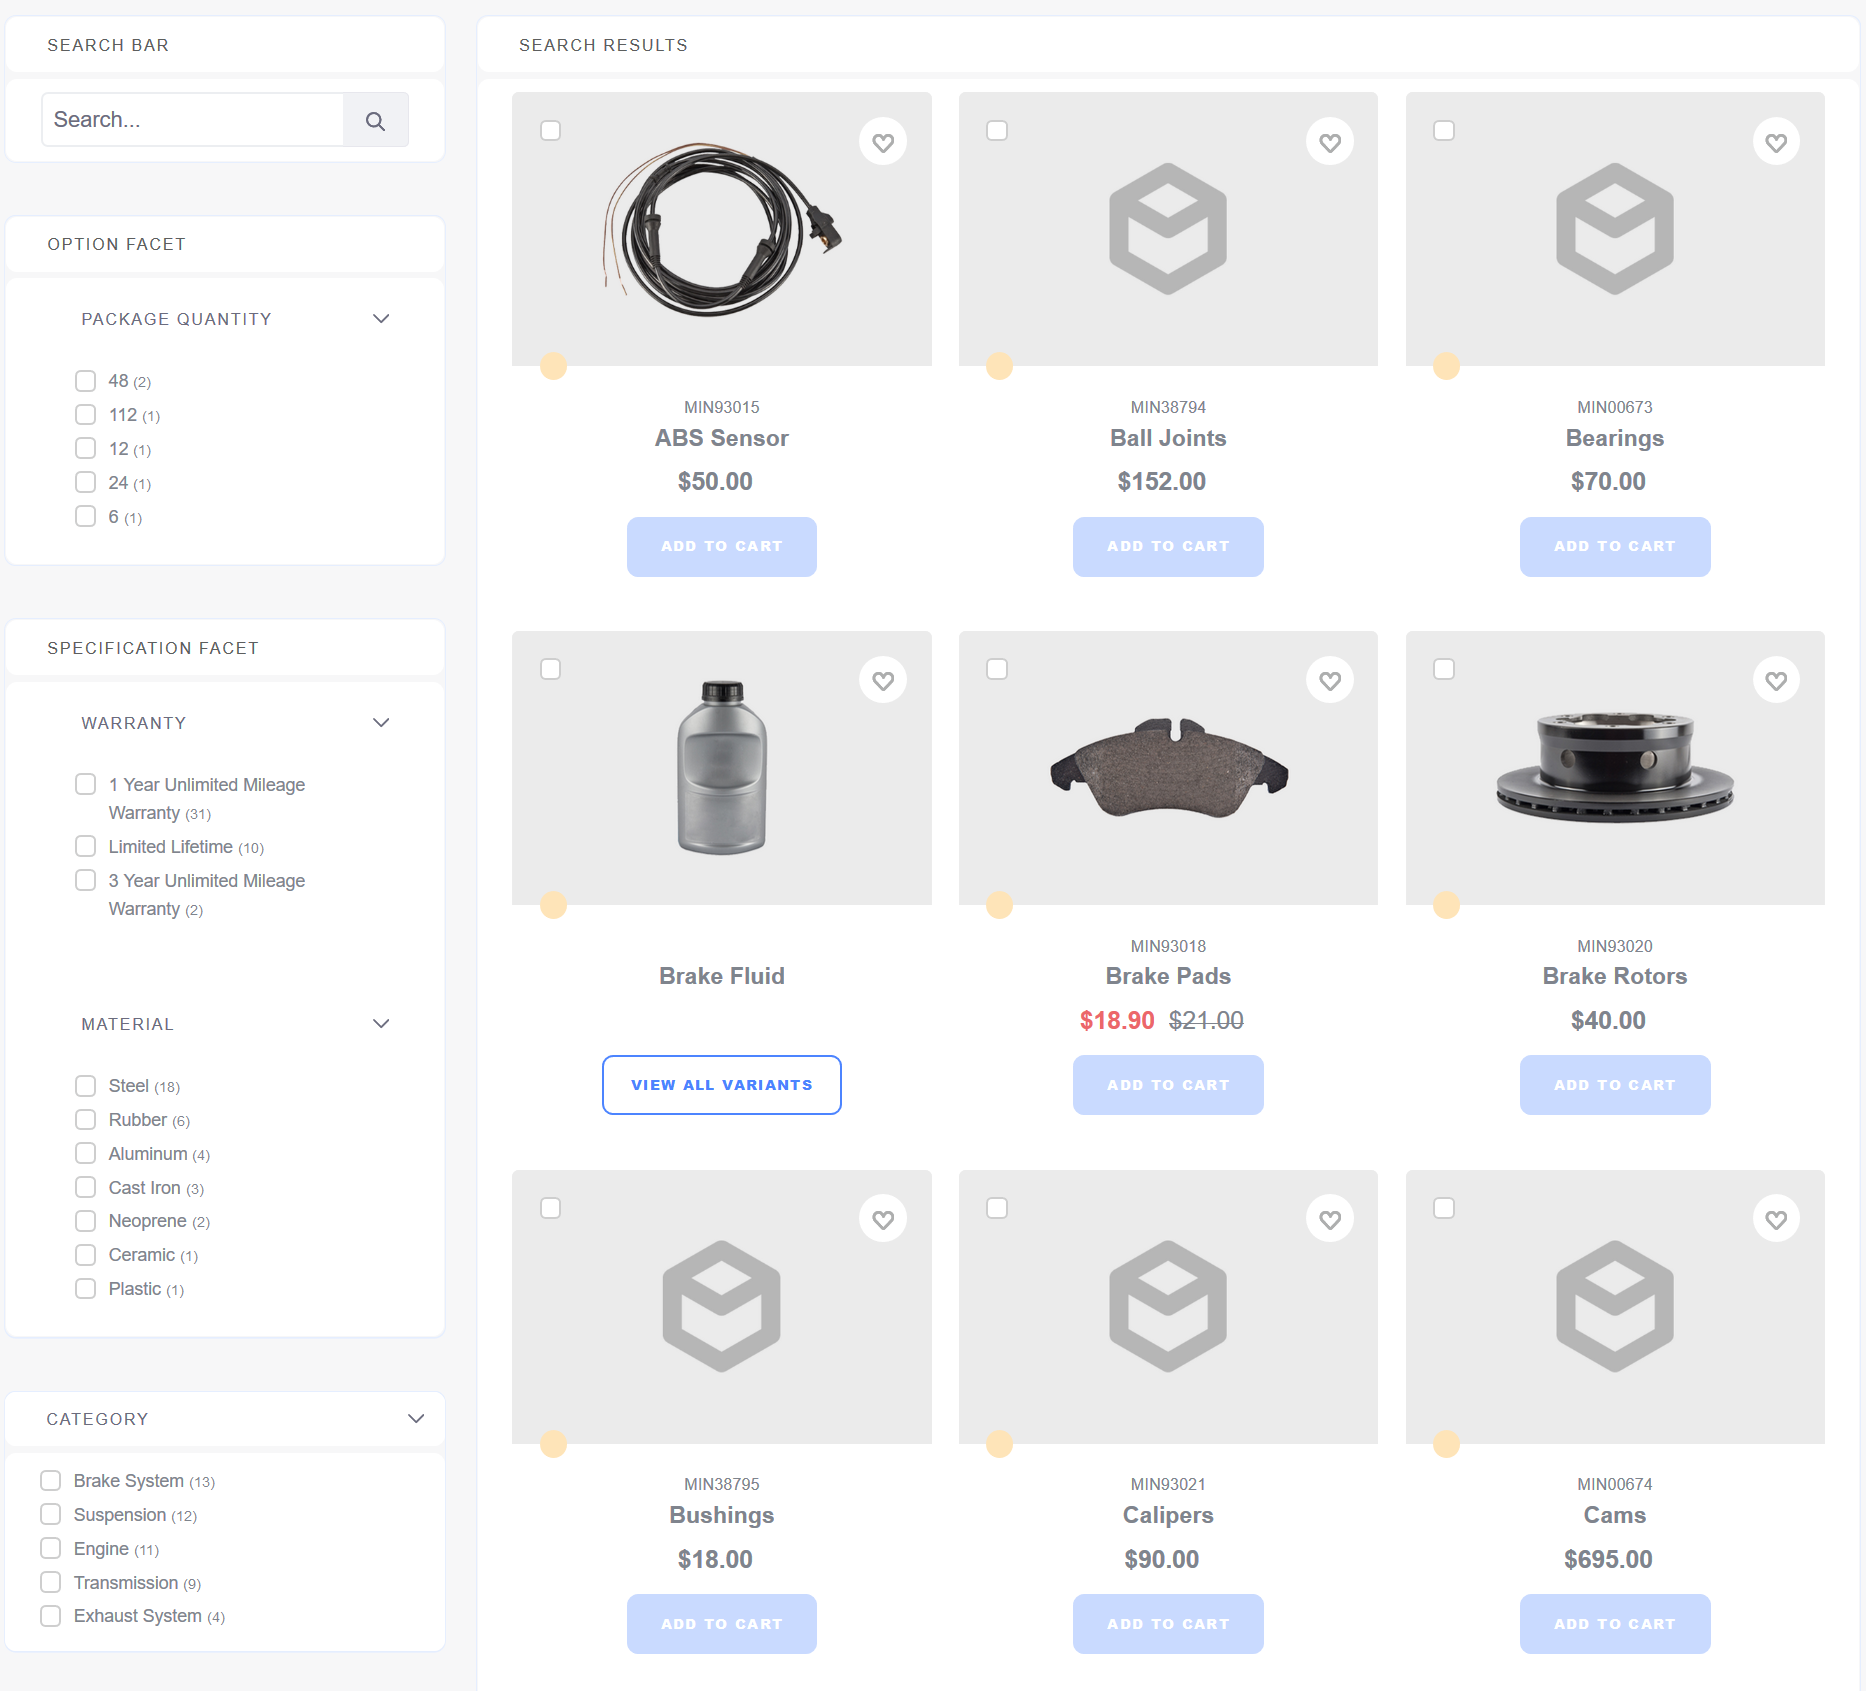 SEARCH BAR
Search...
OPTION FACET
PACKAGE QUANTITY
48 (2)
112 (1)
12 (1)
24 (1)
6 (1)
SPECIFICATION FACET
WARRANTY
1 Year Unlimited Mileage
Warranty (31)
Limited Lifetime (10)
3 Year Unlimited Mileage
Warranty (2)
MATERIAL
Steel (18)
Rubber (6)
Aluminum (4)
Cast Iron (3)
Neoprene (2)
Ceramic (1)
Plastic (1)
CATEGORY
Brake System (13)
Suspension (12)
Engine (11)
Transmission (9)
Exhaust System (4)
SEARCH RESULTS
MIN93015
ABS Sensor
$50.00
ADD TO CART
MIN38794
Ball Joints
$152.00
ADD TO CART
MIN00673
Bearings
$70.00
ADD TO CART
Brake Fluid
VIEW ALL VARIANTS
MIN93018
Brake Pads
$18.90 $21.00
ADD TO CART
MIN93020
Brake Rotors
$40.00
ADD TO CART
MIN38795
Bushings
$18.00
ADD TO CART
MIN93021
Calipers
$90.00
ADD TO CART
MIN00674
Cams
$695.00
ADD TO CART